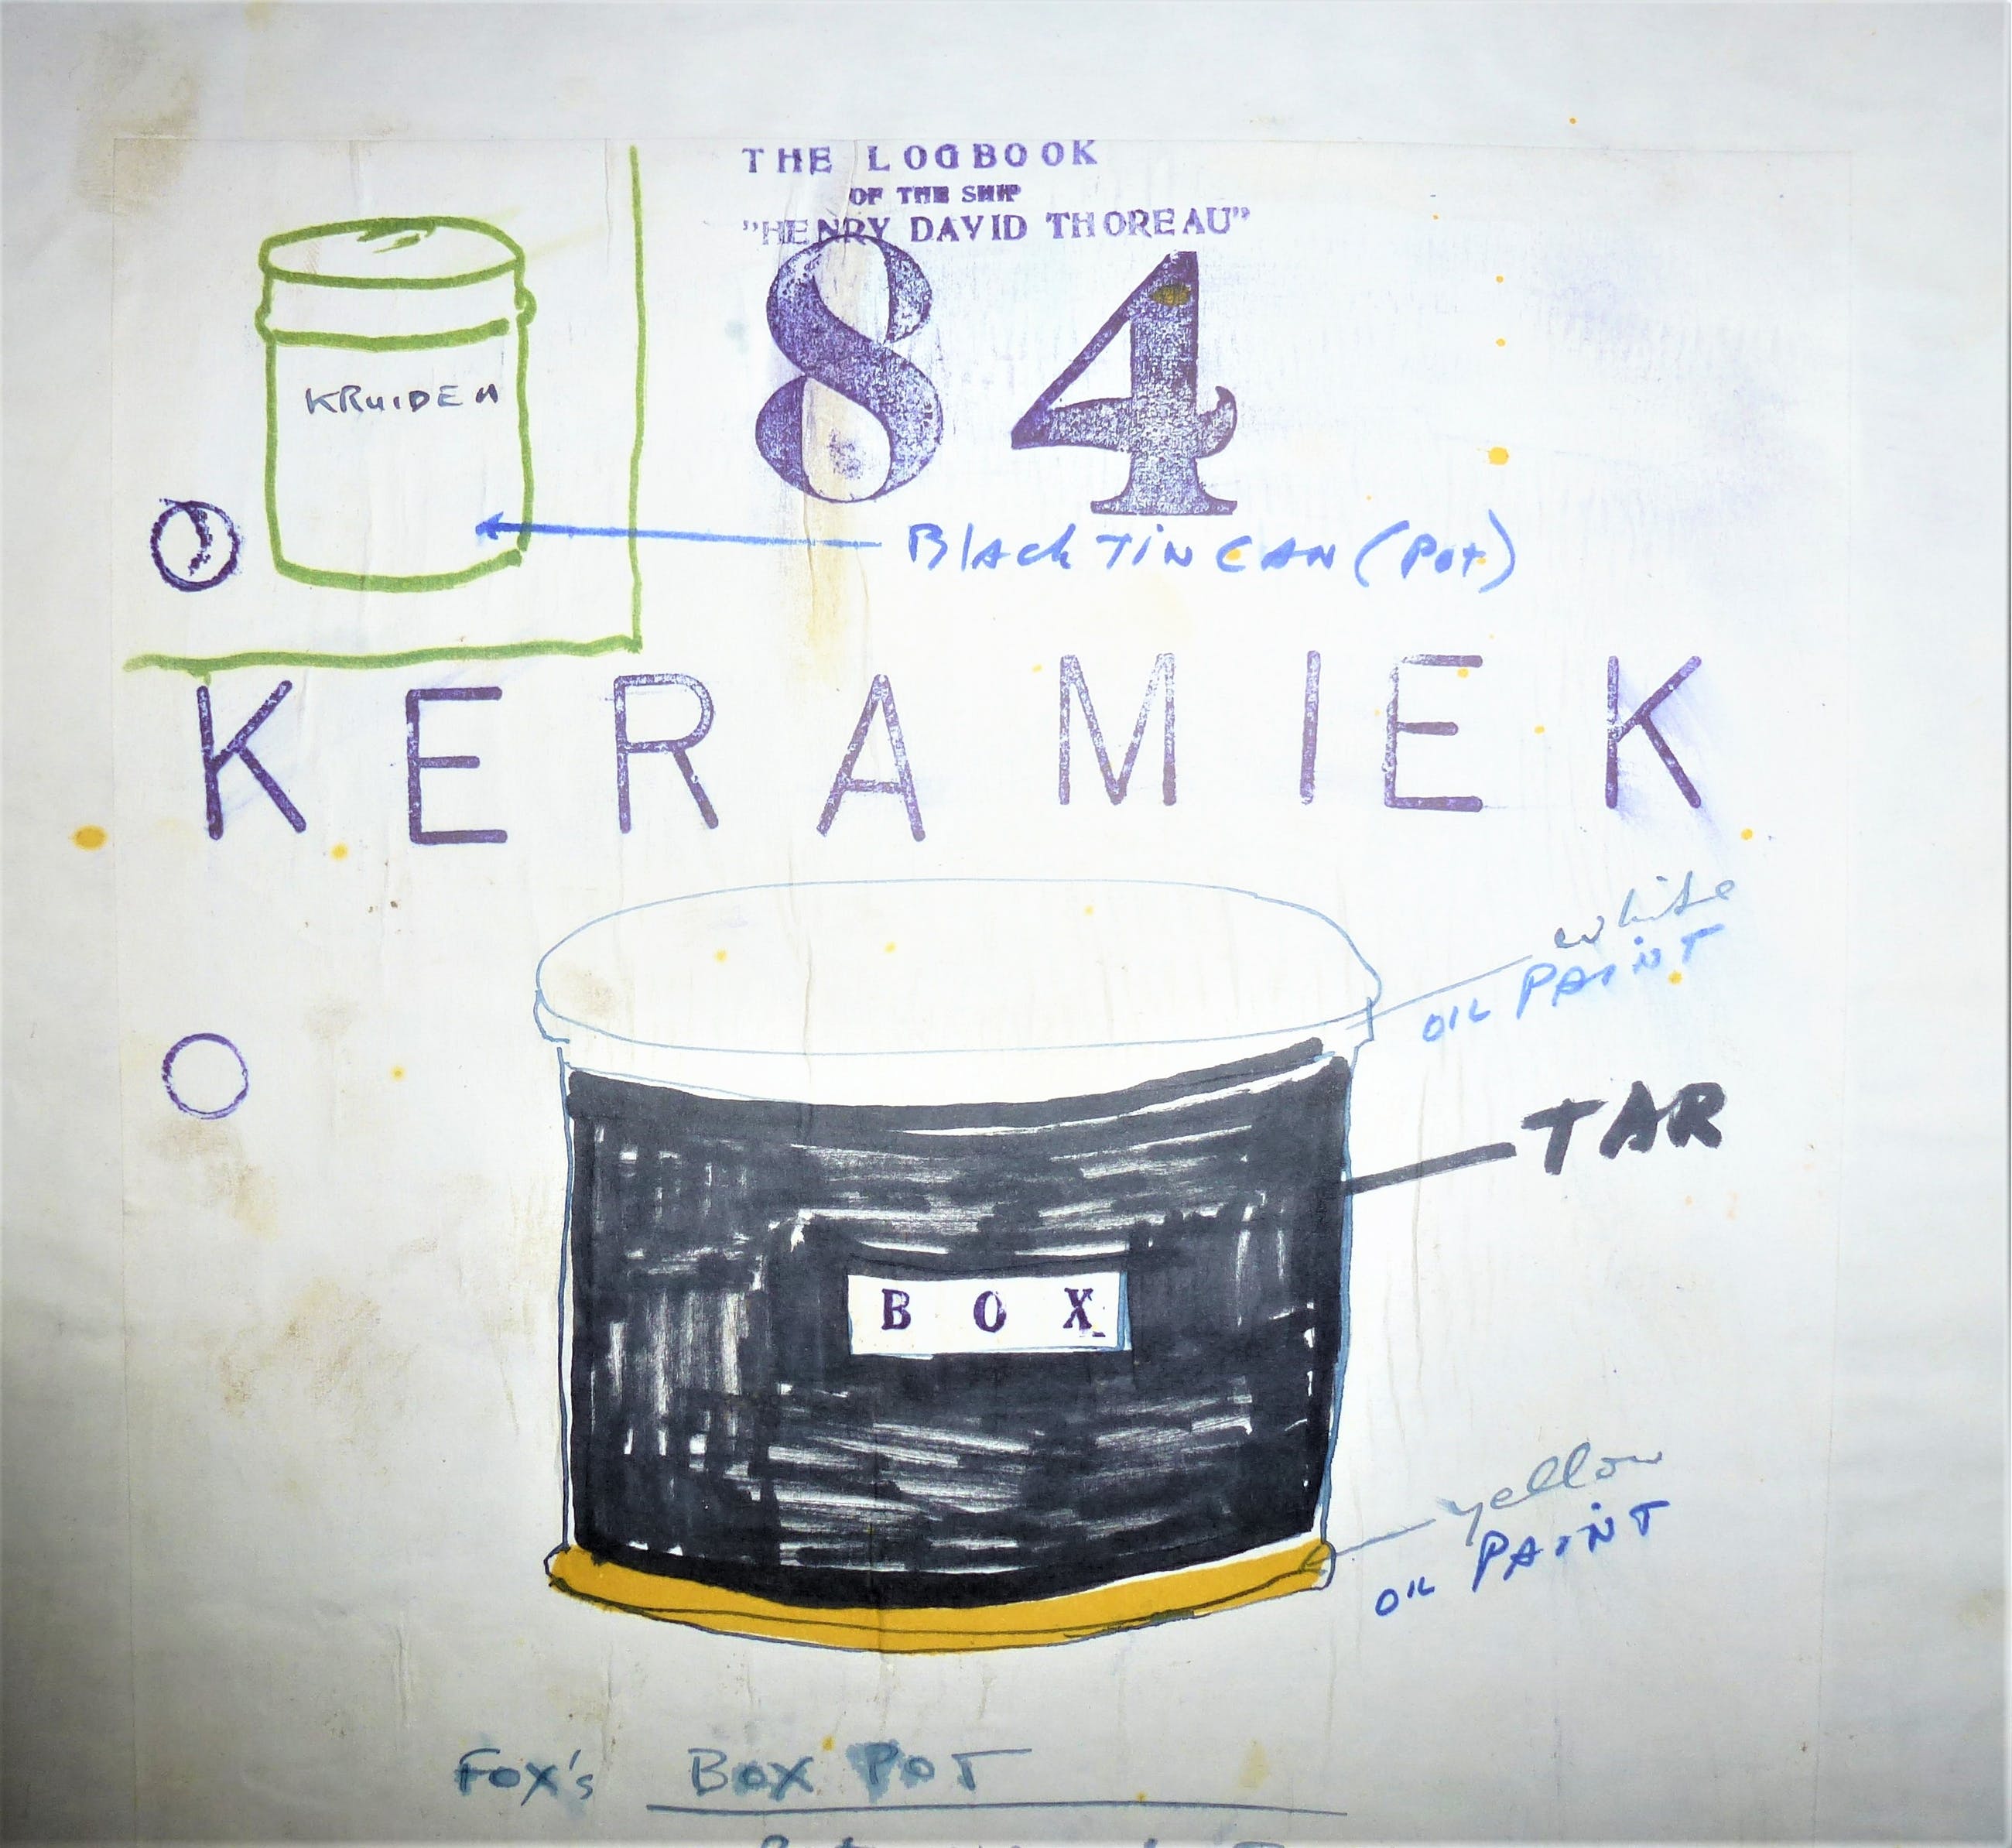 THE LOGBOOK
OF THE SHIP
"HENRY DAVID THOREAU"
84
KRUIDEN
Black TIN CAN (Pot)
KERAMIEK
white
OIL PAINT
TAR
BOX
yellow
OIL PAINT
Fox's BOX POT